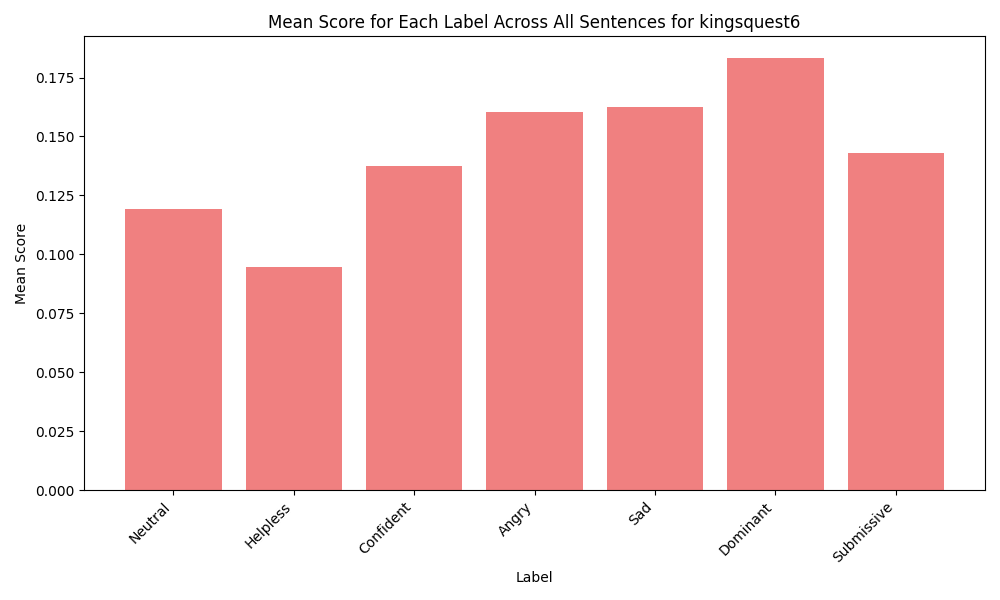 Mean Score for Each Label Across All Sentences for kingsquest6
0.175
0.150
0.125
0.100
0.075
0.050
0.025
0.000
Mean Score
Neutral
Helpless
Confident
Angry
Sad
Dominant
Submissive
Label